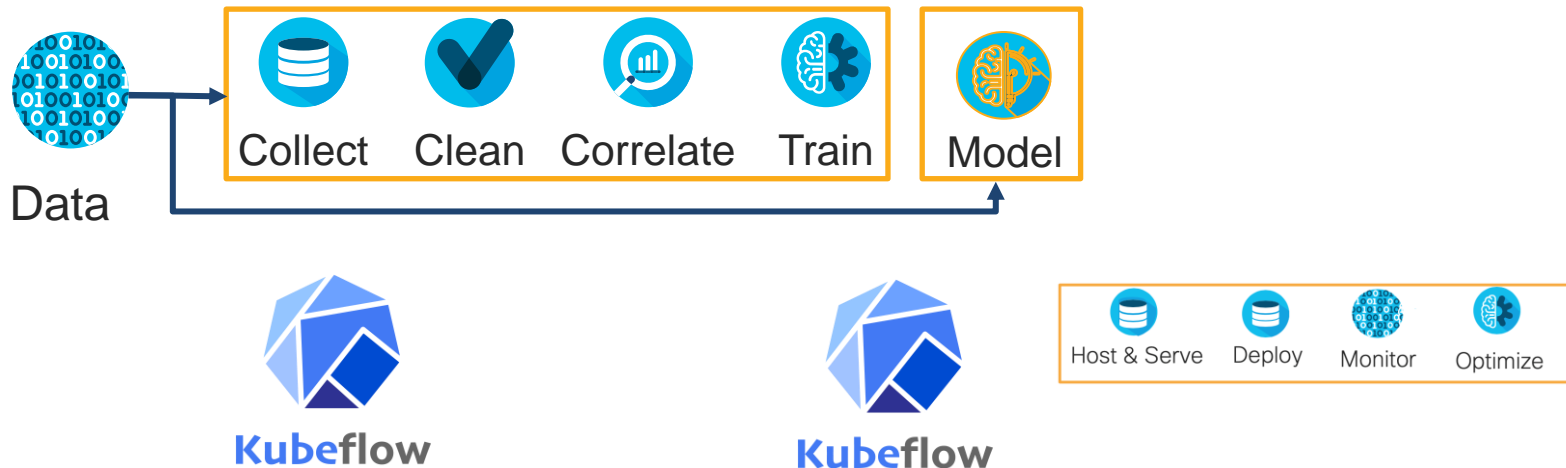 Data
Collect Clean Correlate Train Model
Kubeflow Kubeflow
Host & Serve Deploy Monitor Optimize